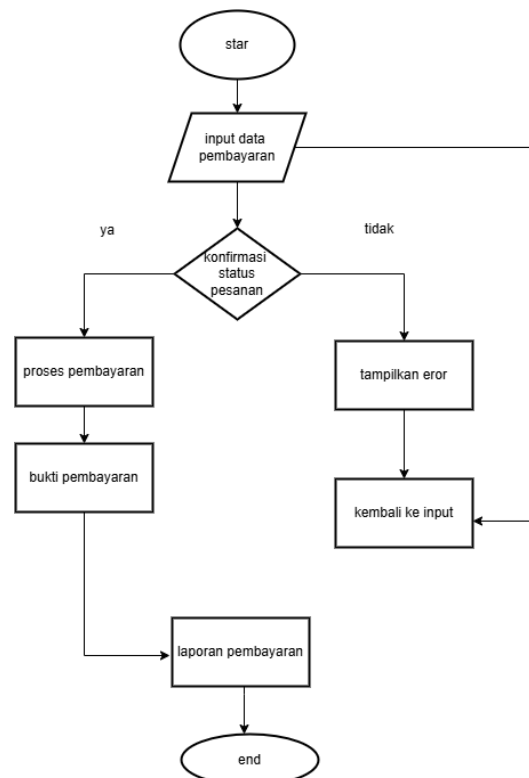 star
input data
pembayaran
ya
tidak
konfirmasi
status
pesanan
proses pembayaran
tampilkan eror
bukti pembayaran
kembali ke input
laporan pembayaran
end